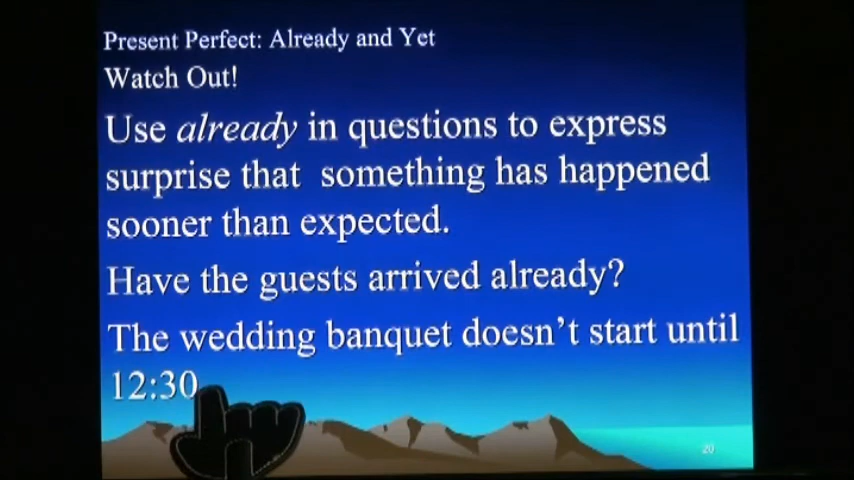 Present Perfect: Already and Yet
Watch Out!
Use already in questions to express
surprise that something has happened
sooner than expected.
Have the guests arrived already?
The wedding banquet doesn't start until
12:30
20